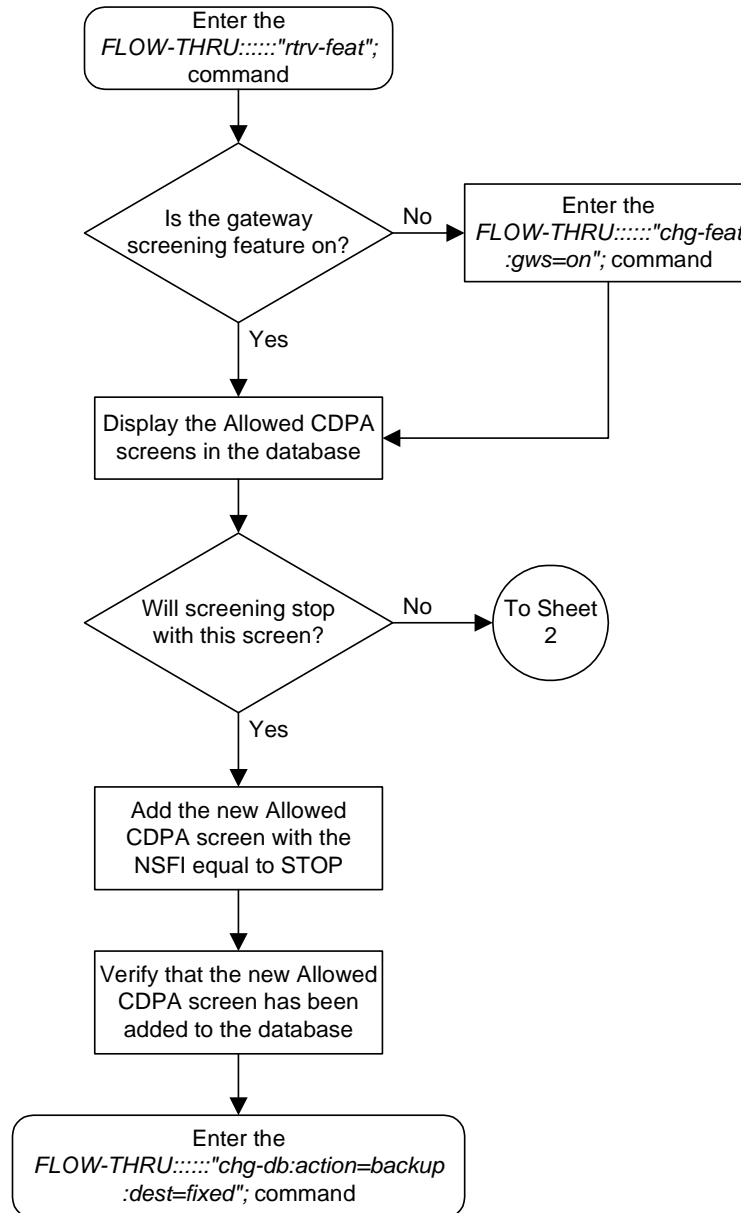 Enter the
FLOW-THRU::::::"rtrv-feat";
command
Is the gateway
screening feature on?
No
Enter the
FLOW-THRU::::::"chg-feat
:gws=on"; command
Yes
Display the Allowed CDPA
screens in the database
Will screening stop
with this screen?
No
To Sheet
2
Yes
Add the new Allowed
CDPA screen with the
NSFI equal to STOP
Verify that the new Allowed
CDPA screen has been
added to the database
Enter the
FLOW-THRU::::::"chg-db:action=backup
:dest=fixed"; command